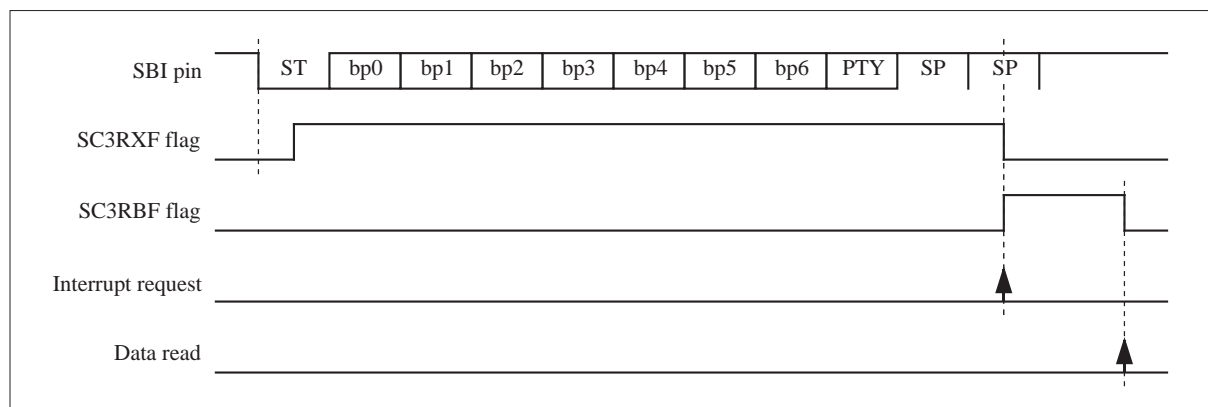 SBI pin
ST bp0 bp1 bp2 bp3 bp4 bp5 bp6 PTY SP SP
SC3RXF flag
SC3RBF flag
Interrupt request
Data read